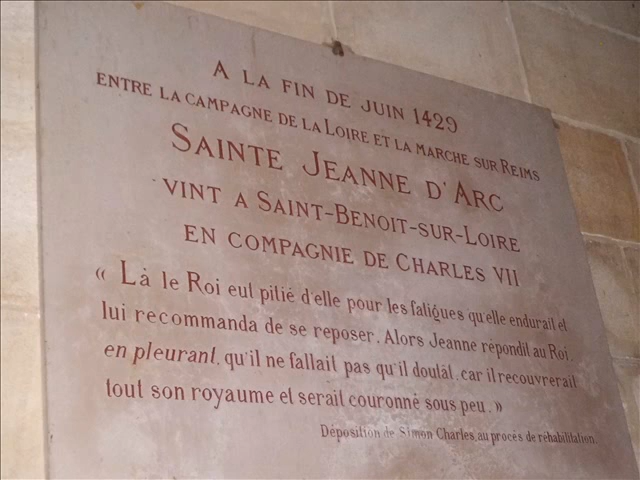 A LA FIN DE JUIN 1429
ENTRE LA CAMPAGNE DE LA LOIRE ET LA MARCHE SUR REIMS
SAINTE JEANNE D'ARC
VINT A SAINT-BENOIT-SUR-LOIRE
EN COMPAGNIE DE CHARLES VII
« Là le Roi eut pitié d'elle pour les fatigues qu'elle endurait et
lui recommanda de se reposer. Alors Jeanne répondit au Roi,
en pleurant, qu'il ne fallait pas qu'il doutât, car il recouvrerait
tout son royaume et serait couronné sous peu. »
Déposition de Simon Charles, au procès de réhabilitation.